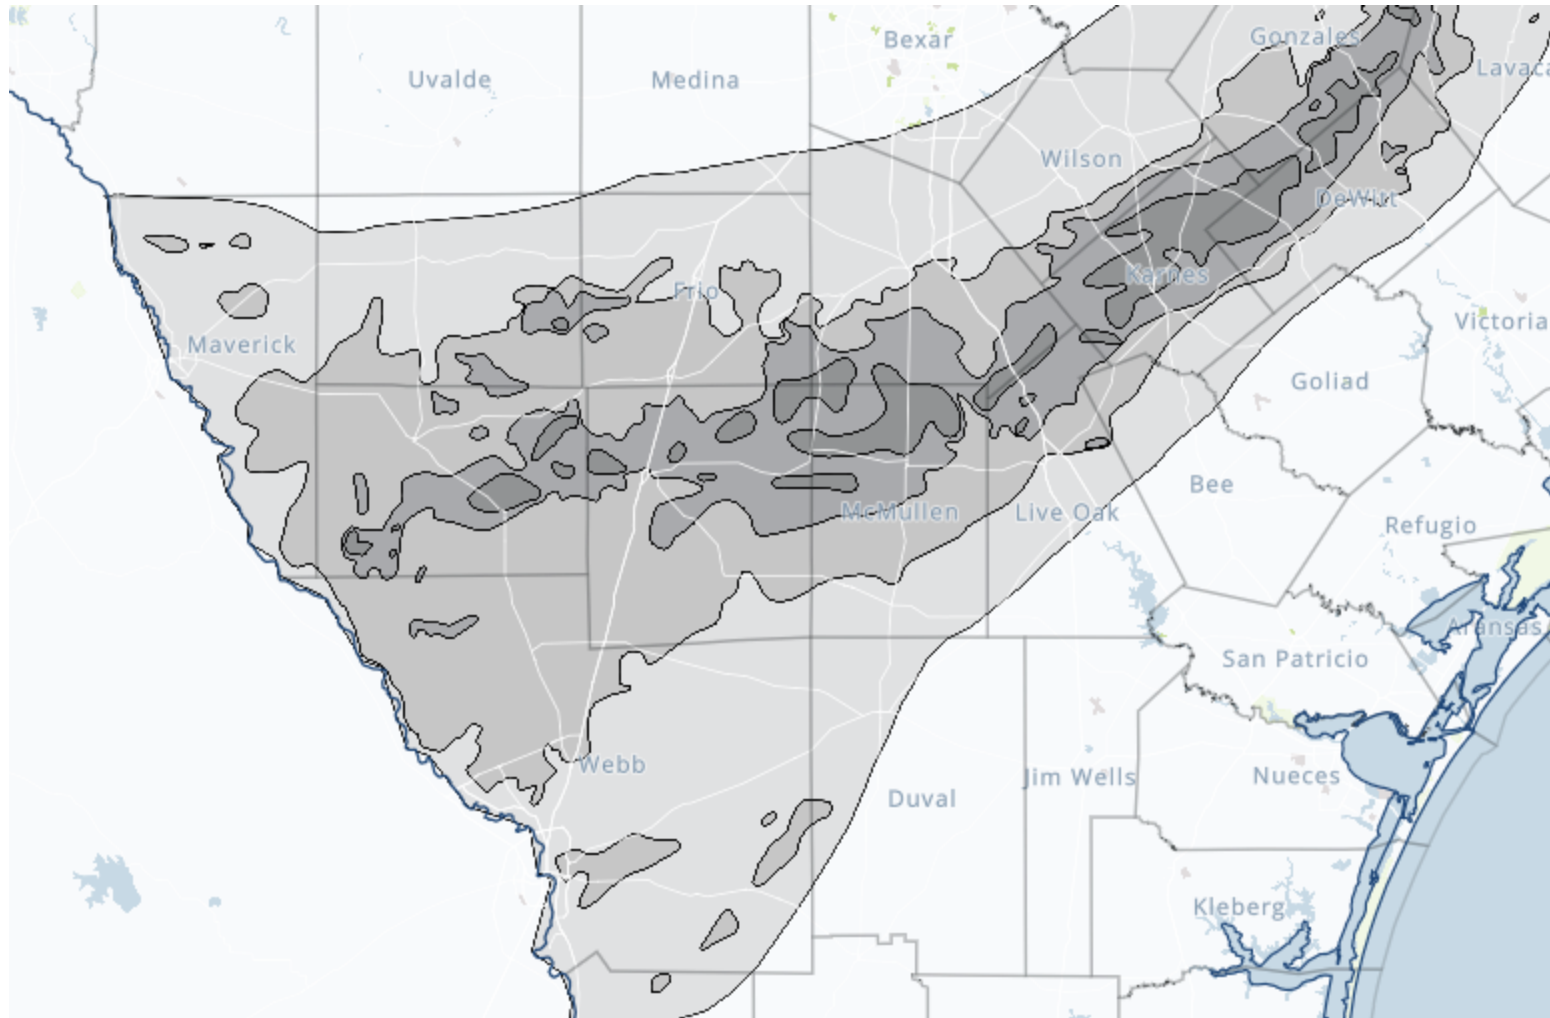 Bexar
Gonzales
Lavaca
Uvalde
Medina
Wilson
DeWitt
Karnes
Frio
Victoria
Maverick
Goliad
Bee
McMullen
Live Oak
Refugio
Aransas
San Patricio
Webb
Jim Wells
Nueces
Duval
Kleberg